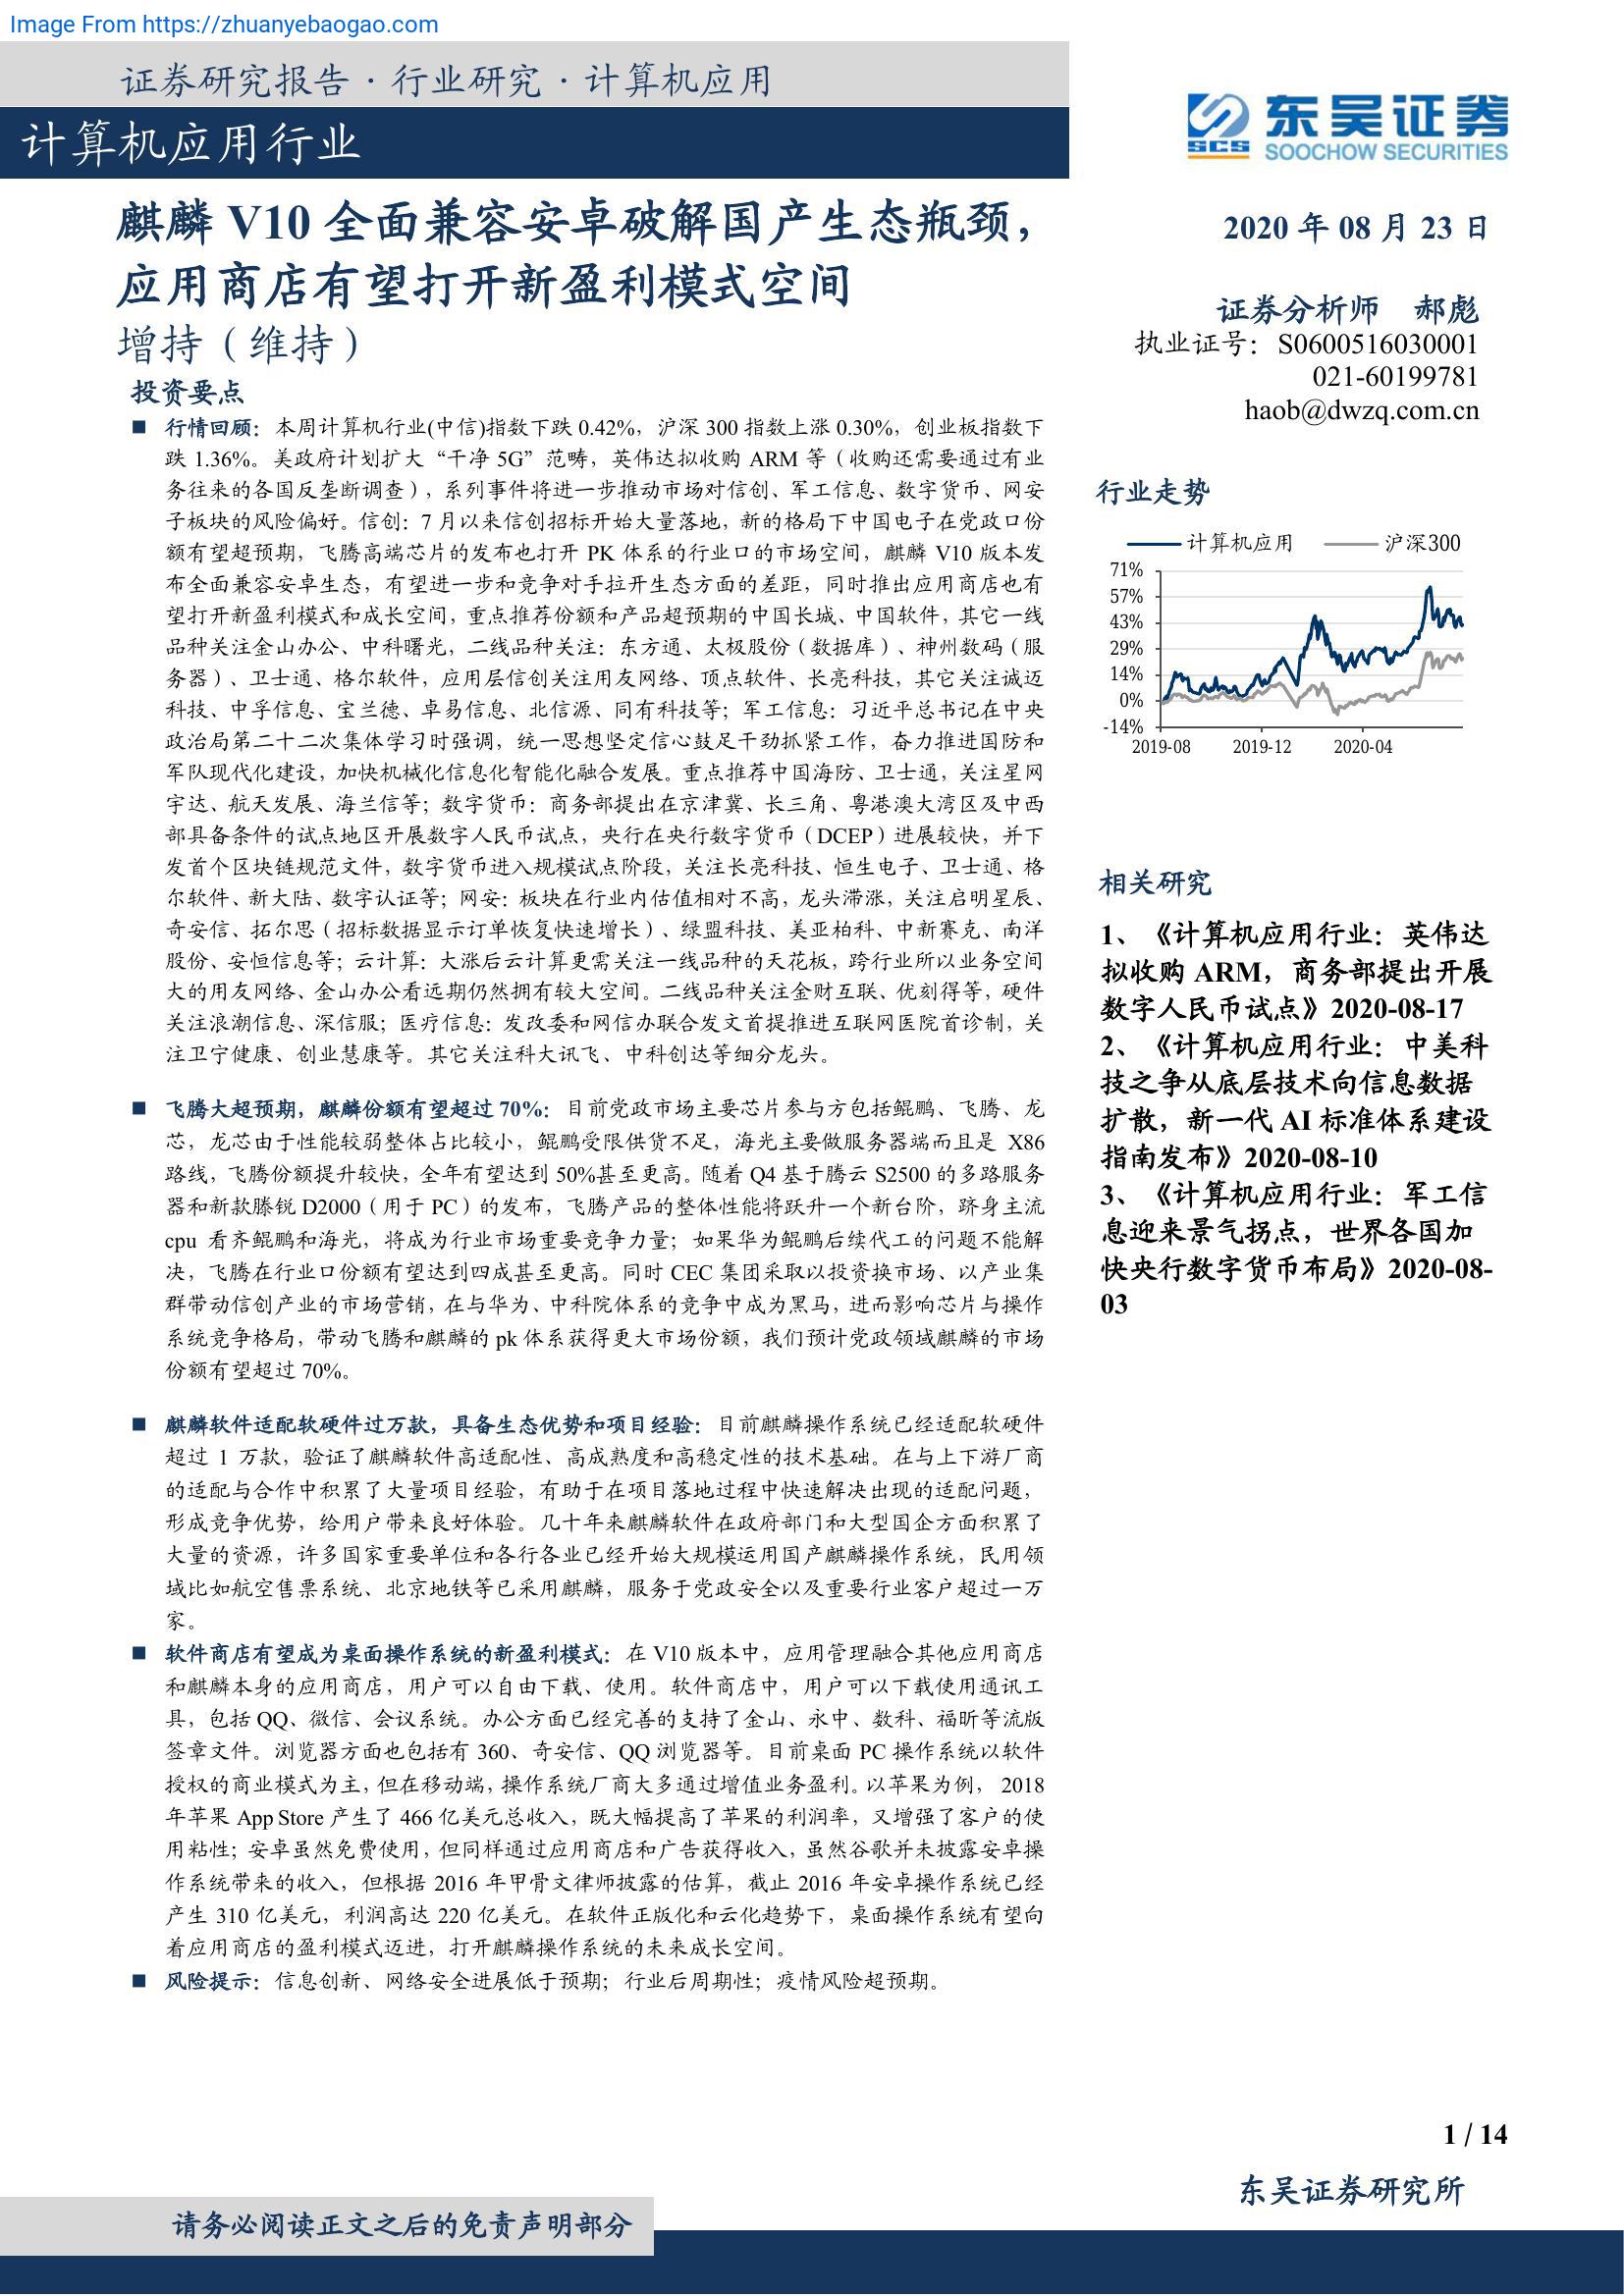 Image From https://zhuanyebaogao.com
证券研究报告·行业研究·计算机应用
计算机应用行业
东吴证券
SCS
SOOCHOW SECURITIES
麒麟 V10 全面兼容安卓破解国产生态瓶颈，
应用商店有望打开新盈利模式空间
增持（维持）
投资要点
■ 行情回顾：本周计算机行业(中信)指数下跌 0.42%，沪深 300 指数上涨 0.30%，创业板指数下
跌 1.36%。美政府计划扩大“干净 5G”范畴，英伟达拟收购 ARM 等（收购还需要通过有业
务往来的各国反垄断调查），系列事件将进一步推动市场对信创、军工信息、数字货币、网安
子板块的风险偏好。信创：7 月以来信创招标开始大量落地，新的格局下中国电子在党政口份
额有望超预期，飞腾高端芯片的发布也打开 PK 体系的行业口的市场空间，麒麟 V10 版本发
布全面兼容安卓生态，有望进一步和竞争对手拉开生态方面的差距，同时推出应用商店也有
望打开新盈利模式和成长空间，重点推荐份额和产品超预期的中国长城、中国软件，其它一线
品种关注金山办公、中科曙光，二线品种关注：东方通、太极股份（数据库）、神州数码（服
务器）、卫士通、格尔软件，应用层信创关注用友网络、顶点软件、长亮科技，其它关注诚迈
科技、中孚信息、宝兰德、卓易信息、北信源、同有科技等；军工信息：习近平总书记在中央
政治局第二十二次集体学习时强调，统一思想坚定信心鼓足干劲抓紧工作，奋力推进国防和
军队现代化建设，加快机械化信息化智能化融合发展。重点推荐中国海防、卫士通，关注星网
宇达、航天发展、海兰信等；数字货币：商务部提出在京津冀、长三角、粤港澳大湾区及中西
部具备条件的试点地区开展数字人民币试点，央行在央行数字货币（DCEP）进展较快，并下
发首个区块链规范文件，数字货币进入规模试点阶段，关注长亮科技、恒生电子、卫士通、格
尔软件、新大陆、数字认证等；网安：板块在行业内估值相对不高，龙头滞涨，关注启明星辰、
奇安信、拓尔思（招标数据显示订单恢复快速增长）、绿盟科技、美亚柏科、中新赛克、南洋
股份、安恒信息等；云计算：大涨后云计算更需关注一线品种的天花板，跨行业所以业务空间
大的用友网络、金山办公看远期仍然拥有较大空间。二线品种关注金财互联、优刻得等，硬件
关注浪潮信息、深信服；医疗信息：发改委和网信办联合发文首提推进互联网医院首诊制，关
注卫宁健康、创业慧康等。其它关注科大讯飞、中科创达等细分龙头。
■ 飞腾大超预期，麒麟份额有望超过 70%：目前党政市场主要芯片参与方包括鲲鹏、飞腾、龙
芯，龙芯由于性能较弱整体占比较小，鲲鹏受限供货不足，海光主要做服务器端而且是 X86
路线，飞腾份额提升较快，全年有望达到 50%甚至更高。随着 Q4 基于腾云 S2500 的多路服务
器和新款腾锐 D2000（用于 PC）的发布，飞腾产品的整体性能将跃升一个新台阶，跻身主流
cpu 看齐鲲鹏和海光，将成为行业市场重要竞争力量；如果华为鲲鹏后续代工的问题不能解
决，飞腾在行业口份额有望达到四成甚至更高。同时 CEC 集团采取以投资换市场、以产业集
群带动信创产业的市场营销，在与华为、中科院体系的竞争中成为黑马，进而影响芯片与操作
系统竞争格局，带动飞腾和麒麟的 pk 体系获得更大市场份额，我们预计党政领域麒麟的市场
份额有望超过 70%。
■ 麒麟软件适配软硬件过万款，具备生态优势和项目经验：目前麒麟操作系统已经适配软硬件
超过 1 万款，验证了麒麟软件高适配性、高成熟度和高稳定性的技术基础。在与上下游厂商
的适配与合作中积累了大量项目经验，有助于在项目落地过程中快速解决出现的适配问题，
形成竞争优势，给用户带来良好体验。几十年来麒麟软件在政府部门和大型国企方面积累了
大量的资源，许多国家重要单位和各行各业已经开始大规模运用国产麒麟操作系统，民用领
域比如航空售票系统、北京地铁等已采用麒麟，服务于党政安全以及重要行业客户超过一万
家。
■ 软件商店有望成为桌面操作系统的新盈利模式：在 V10 版本中，应用管理融合其他应用商店
和麒麟本身的应用商店，用户可以自由下载、使用。软件商店中，用户可以下载使用通讯工
具，包括 QQ、微信、会议系统。办公方面已经完善的支持了金山、永中、数科、福昕等流版
签章文件。浏览器方面也包括有 360、奇安信、QQ 浏览器等。目前桌面 PC 操作系统以软件
授权的商业模式为主，但在移动端，操作系统厂商大多通过增值业务盈利。以苹果为例， 2018
年苹果 App Store 产生了 466 亿美元总收入，既大幅提高了苹果的利润率，又增强了客户的使
用粘性；安卓虽然免费使用，但同样通过应用商店和广告获得收入，虽然谷歌并未披露安卓操
作系统带来的收入，但根据 2016 年甲骨文律师披露的估算，截止 2016 年安卓操作系统已经
产生 310 亿美元，利润高达 220 亿美元。在软件正版化和云化趋势下，桌面操作系统有望向
着应用商店的盈利模式迈进，打开麒麟操作系统的未来成长空间。
■ 风险提示：信息创新、网络安全进展低于预期；行业后周期性；疫情风险超预期。
2020 年 08 月 23 日
证券分析师 郝彪
执业证号：S0600516030001
021-60199781
haob@dwzq.com.cn
行业走势
计算机应用 沪深300
71%
57%
43%
29%
14%
0%
-14%
2019-08 2019-12 2020-04
相关研究
1、《计算机应用行业：英伟达
拟收购 ARM，商务部提出开展
数字人民币试点》2020-08-17
2、《计算机应用行业：中美科
技之争从底层技术向信息数据
扩散，新一代 AI 标准体系建设
指南发布》2020-08-10
3、《计算机应用行业：军工信
息迎来景气拐点，世界各国加
快央行数字货币布局》2020-08-
03
1 / 14
东吴证券研究所
请务必阅读正文之后的免责声明部分